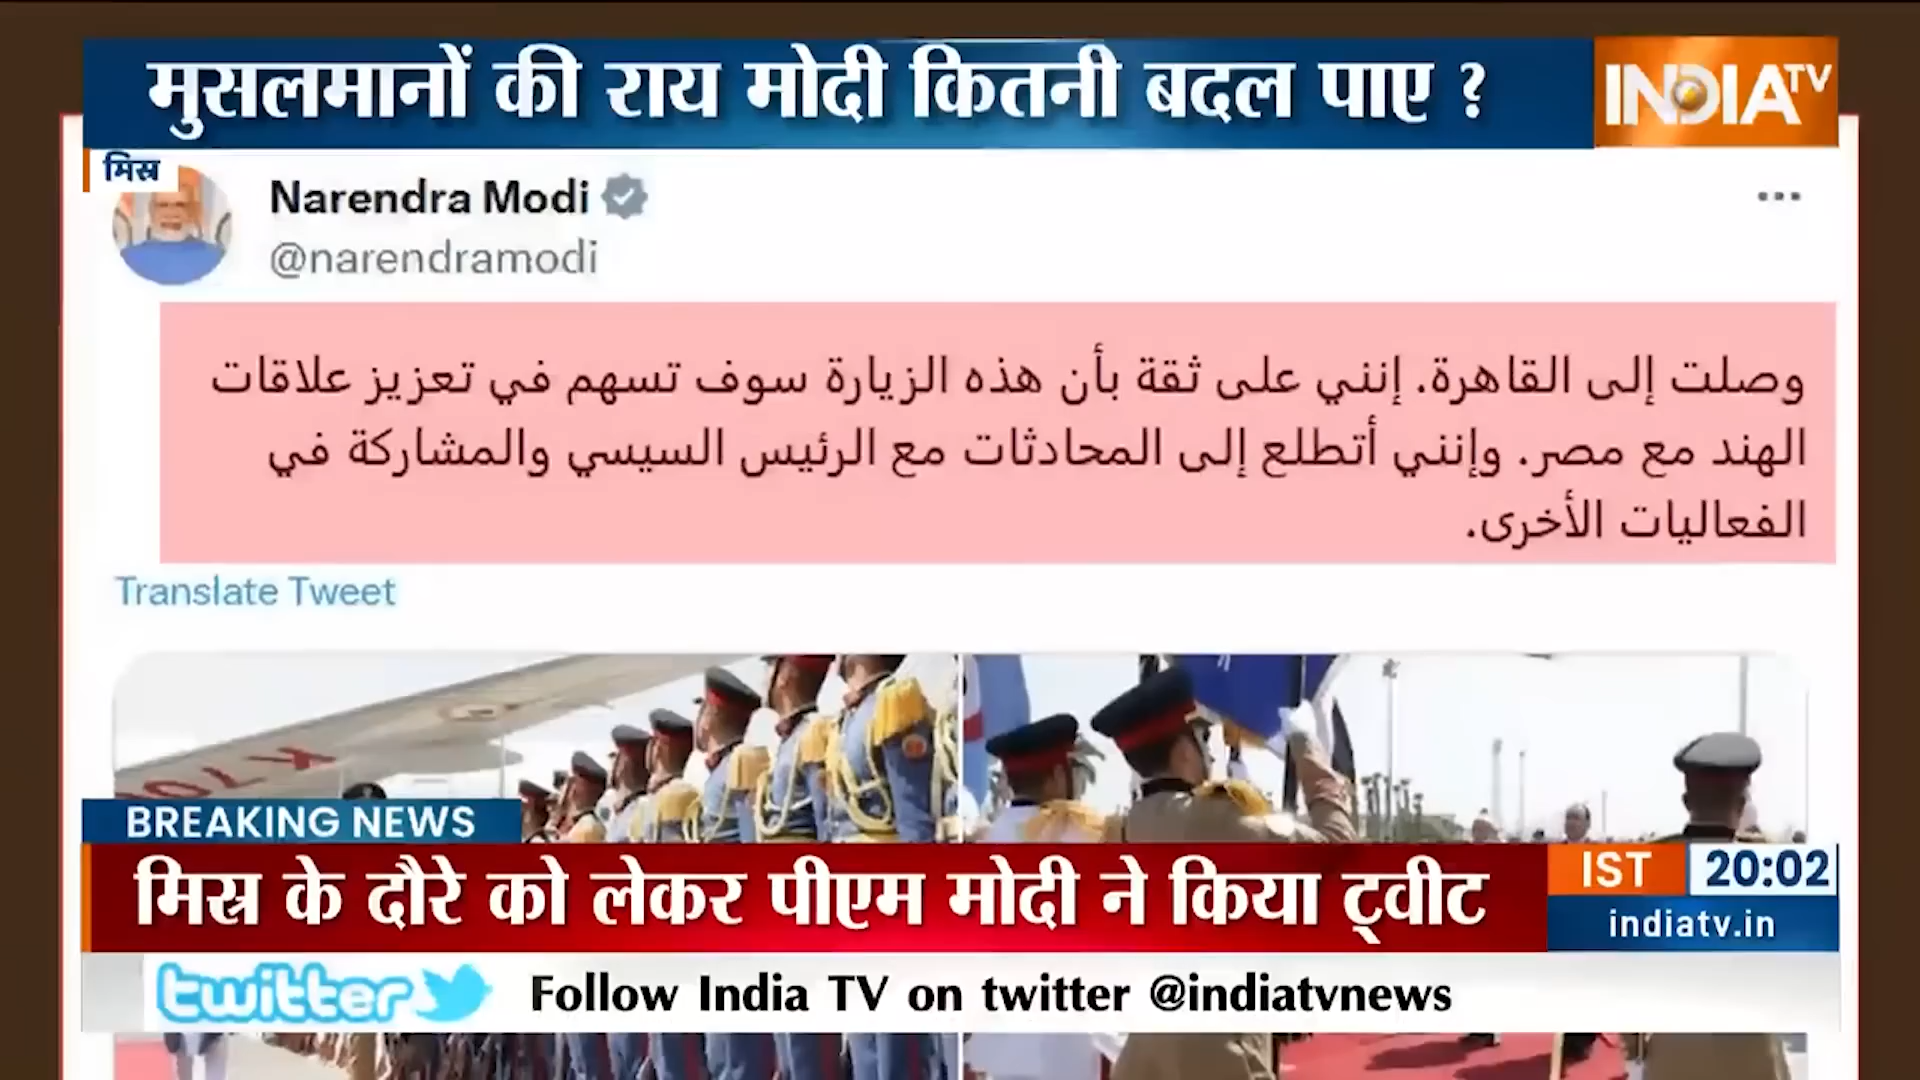 मुसलमानों की राय मोदी कितनी बदल पाए ?
INDIA TV
मिस्र
Narendra Modi
@narendramodi
وصلت إلى القاهرة. إنني على ثقة بأن هذه الزيارة سوف تسهم في تعزيز علاقات
الهند مع مصر. وإنني أتطلع إلى المحادثات مع الرئيس السيسي والمشاركة في
الفعاليات الأخرى.
Translate Tweet
BREAKING NEWS
मिस्र के दौरे को लेकर पीएम मोदी ने किया ट्वीट
IST 20:02
indiatv.in
twitter Follow India TV on twitter @indiatvnews